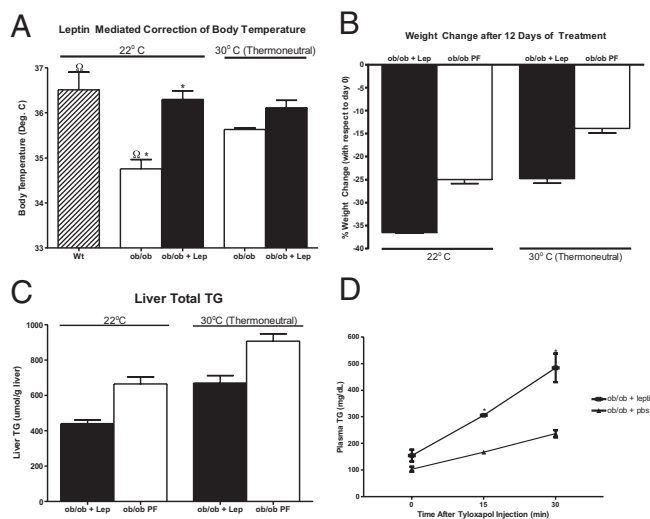 A
Leptin Mediated Correction of Body Temperature
22° C
30° C (Thermoneutral)
Body Temperature (Deg. C)
37
36
35
34
33
Ω
Ω *
*
Wt
ob/ob
ob/ob + Lep
ob/ob
ob/ob + Lep
B
Weight Change after 12 Days of Treatment
ob/ob + Lep
ob/ob PF
ob/ob + Lep
ob/ob PF
% Weight Change (with respect to day 0)
0
-5
-10
-15
-20
-25
-30
-35
-40
22° C
30° C (Thermoneutral)
C
Liver Total TG
22°C
30°C (Thermoneutral)
Liver TG (umol/g liver)
1000
800
600
400
200
0
ob/ob + Lep
ob/ob PF
ob/ob + Lep
ob/ob PF
D
Plasma TG (mg/dL)
600
500
400
300
200
100
0
*
*
ob/ob + lepti
ob/ob + pbs
0
15
30
Time After Tyloxapol Injection (min)